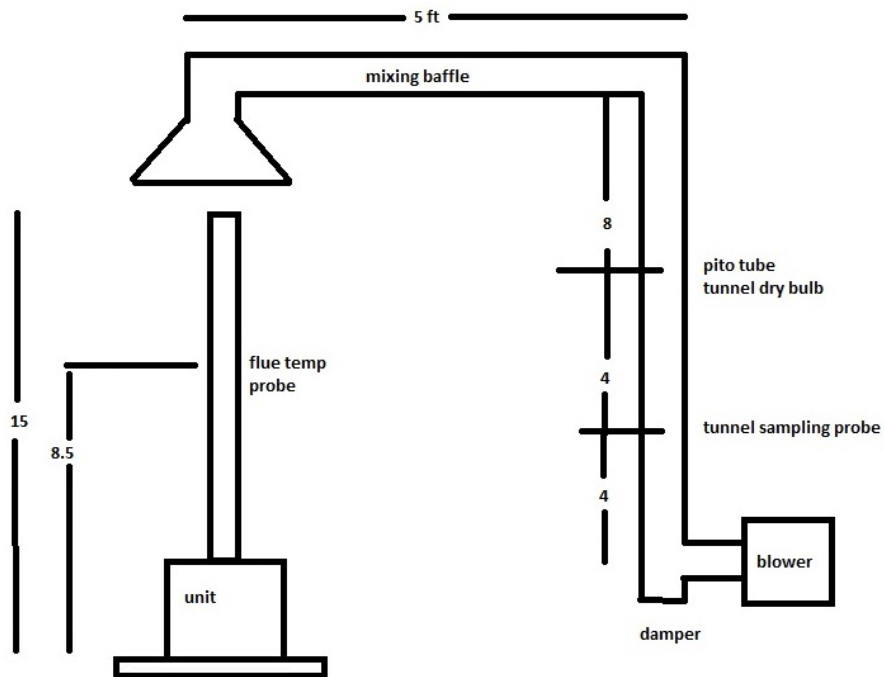 5 ft
mixing baffle
8
pito tube
tunnel dry bulb
flue temp
probe
4
15
tunnel sampling probe
8.5
4
blower
unit
damper